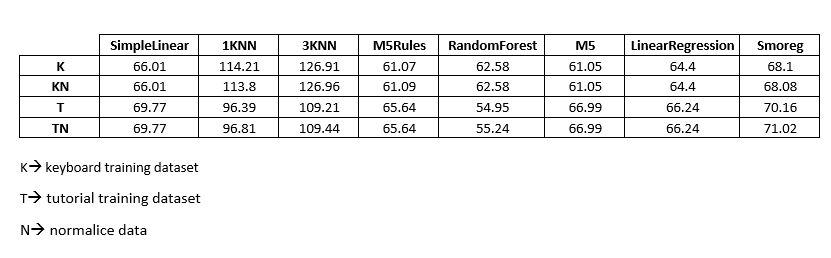 SimpleLinear 1KNN 3KNN M5Rules RandomForest M5 LinearRegression Smoreg
K 66.01 114.21 126.91 61.07 62.58 61.05 64.4 68.1
KN 66.01 113.8 126.96 61.09 62.58 61.05 64.4 68.08
T 69.77 96.39 109.21 65.64 54.95 66.99 66.24 70.16
TN 69.77 96.81 109.44 65.64 55.24 66.99 66.24 71.02
K→ keyboard training dataset
T→ tutorial training dataset
N→ normalice data